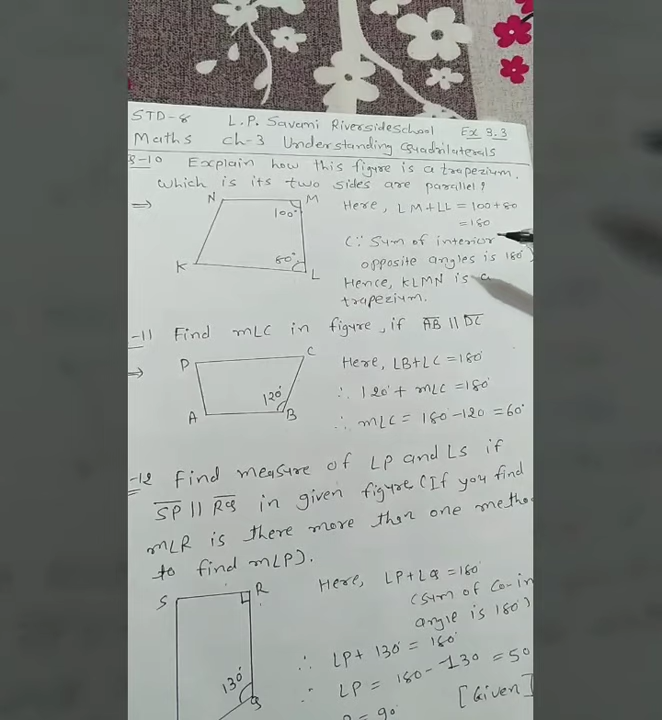 STD-8 L.P. Savani Riverside School Ex 3.3
Maths Ch-3 Understanding Quadrilaterals
-10 Explain how this figure is a trapezium.
which is its two sides are parallel?
⇒ N M 100° Here, ∠M+∠L = 100+80
= 180
(∵ Sum of interior
K 80° L opposite angles is 180°)
Hence, KLMN is a
trapezium.
-11 Find m∠C in figure, if AB || DC
⇒ D C Here, ∠B+∠C = 180°
∴ 120° + m∠C = 180°
A 120° B ∴ m∠C = 180-120 = 60°
-12 Find measure of ∠P and ∠S if
SP || RQ in given figure (If you find
m∠R is there more than one metho
to find m∠P).
S R Here, ∠P+∠Q = 180°
(Sum of Co-in
angle is 180°)
∴ ∠P + 130° = 180°
130° Q ∴ ∠P = 180-130 = 50
= 90° [Given]